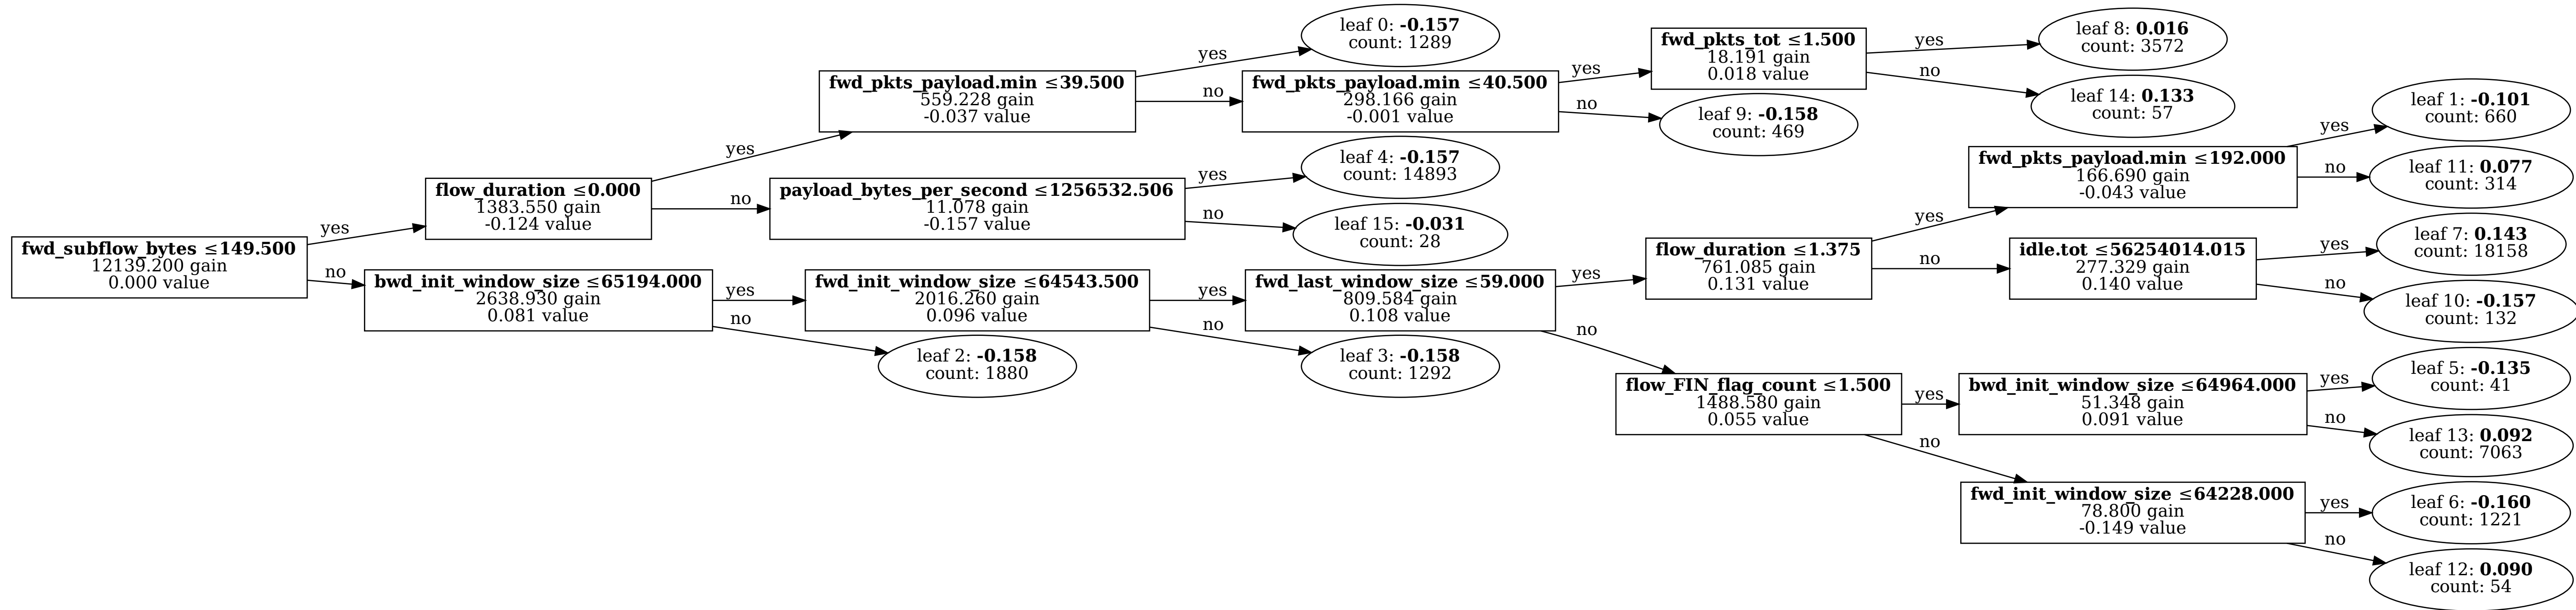 fwd_subflow_bytes ≤149.500
12139.200 gain
0.000 value
yes
no
flow_duration ≤0.000
1383.550 gain
-0.124 value
yes
no
bwd_init_window_size ≤65194.000
2638.930 gain
0.081 value
yes
no
fwd_pkts_payload.min ≤39.500
559.228 gain
-0.037 value
yes
no
payload_bytes_per_second ≤1256532.506
11.078 gain
-0.157 value
yes
no
fwd_init_window_size ≤64543.500
2016.260 gain
0.096 value
yes
no
leaf 2: -0.158
count: 1880
leaf 0: -0.157
count: 1289
fwd_pkts_payload.min ≤40.500
298.166 gain
-0.001 value
yes
no
leaf 4: -0.157
count: 14893
leaf 15: -0.031
count: 28
fwd_last_window_size ≤59.000
809.584 gain
0.108 value
yes
no
leaf 3: -0.158
count: 1292
fwd_pkts_tot ≤1.500
18.191 gain
0.018 value
yes
no
leaf 9: -0.158
count: 469
flow_duration ≤1.375
761.085 gain
0.131 value
yes
no
flow_FIN_flag_count ≤1.500
1488.580 gain
0.055 value
yes
no
leaf 8: 0.016
count: 3572
leaf 14: 0.133
count: 57
fwd_pkts_payload.min ≤192.000
166.690 gain
-0.043 value
yes
no
idle.tot ≤56254014.015
277.329 gain
0.140 value
yes
no
bwd_init_window_size ≤64964.000
51.348 gain
0.091 value
yes
no
fwd_init_window_size ≤64228.000
78.800 gain
-0.149 value
yes
no
leaf 1: -0.101
count: 660
leaf 11: 0.077
count: 314
leaf 7: 0.143
count: 18158
leaf 10: -0.157
count: 132
leaf 5: -0.135
count: 41
leaf 13: 0.092
count: 7063
leaf 6: -0.160
count: 1221
leaf 12: 0.090
count: 54